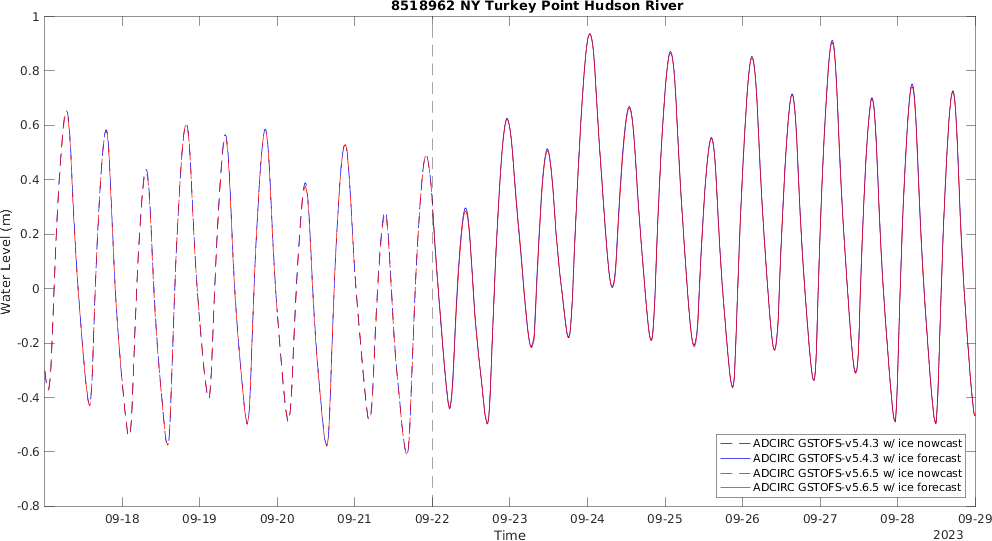 8518962 NY Turkey Point Hudson River
Water Level (m)
1
0.8
0.6
0.4
0.2
0
-0.2
-0.4
-0.6
-0.8
ADCIRC GSTOFS-v5.4.3 w/ ice nowcast
ADCIRC GSTOFS-v5.4.3 w/ ice forecast
ADCIRC GSTOFS-v5.6.5 w/ ice nowcast
ADCIRC GSTOFS-v5.6.5 w/ ice forecast
09-18 09-19 09-20 09-21 09-22 09-23 09-24 09-25 09-26 09-27 09-28 09-29
Time
2023